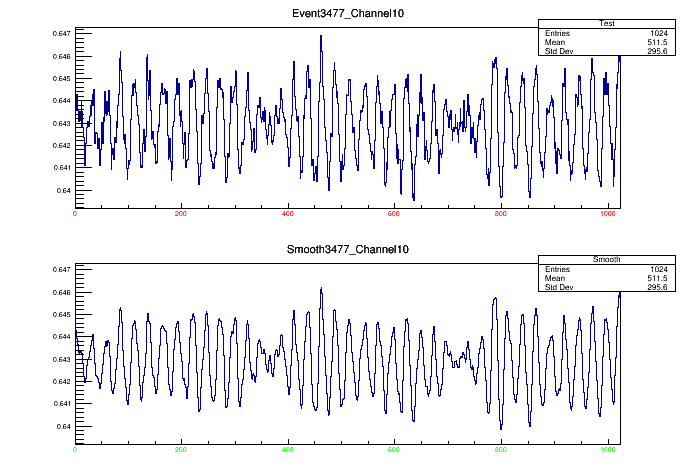 Event3477_Channel10
Test
Entries 1024
Mean 511.5
Std Dev 295.6
0.647
0.646
0.645
0.644
0.643
0.642
0.641
0.64
0 200 400 600 800 1000
Smooth3477_Channel10
Smooth
Entries 1024
Mean 511.5
Std Dev 295.6
0.647
0.646
0.645
0.644
0.643
0.642
0.641
0.64
0 200 400 600 800 1000